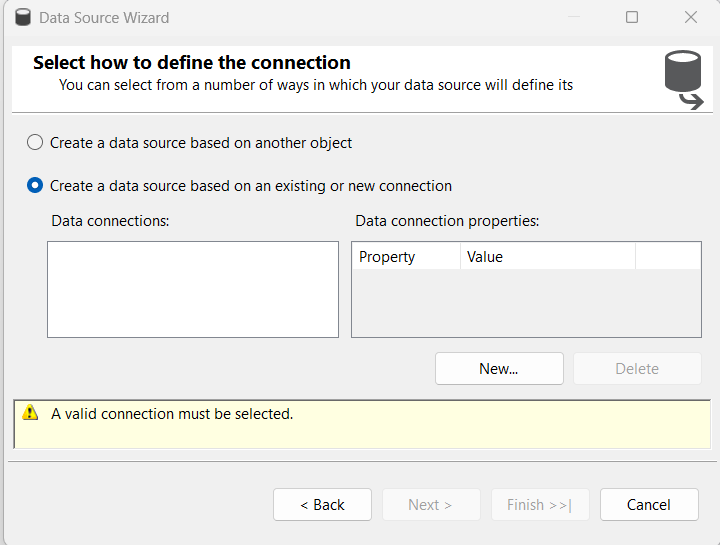 Data Source Wizard
Select how to define the connection
You can select from a number of ways in which your data source will define its
Create a data source based on another object
Create a data source based on an existing or new connection
Data connections:
Data connection properties:
Property
Value
New...
Delete
A valid connection must be selected.
< Back
Next >
Finish >>|
Cancel